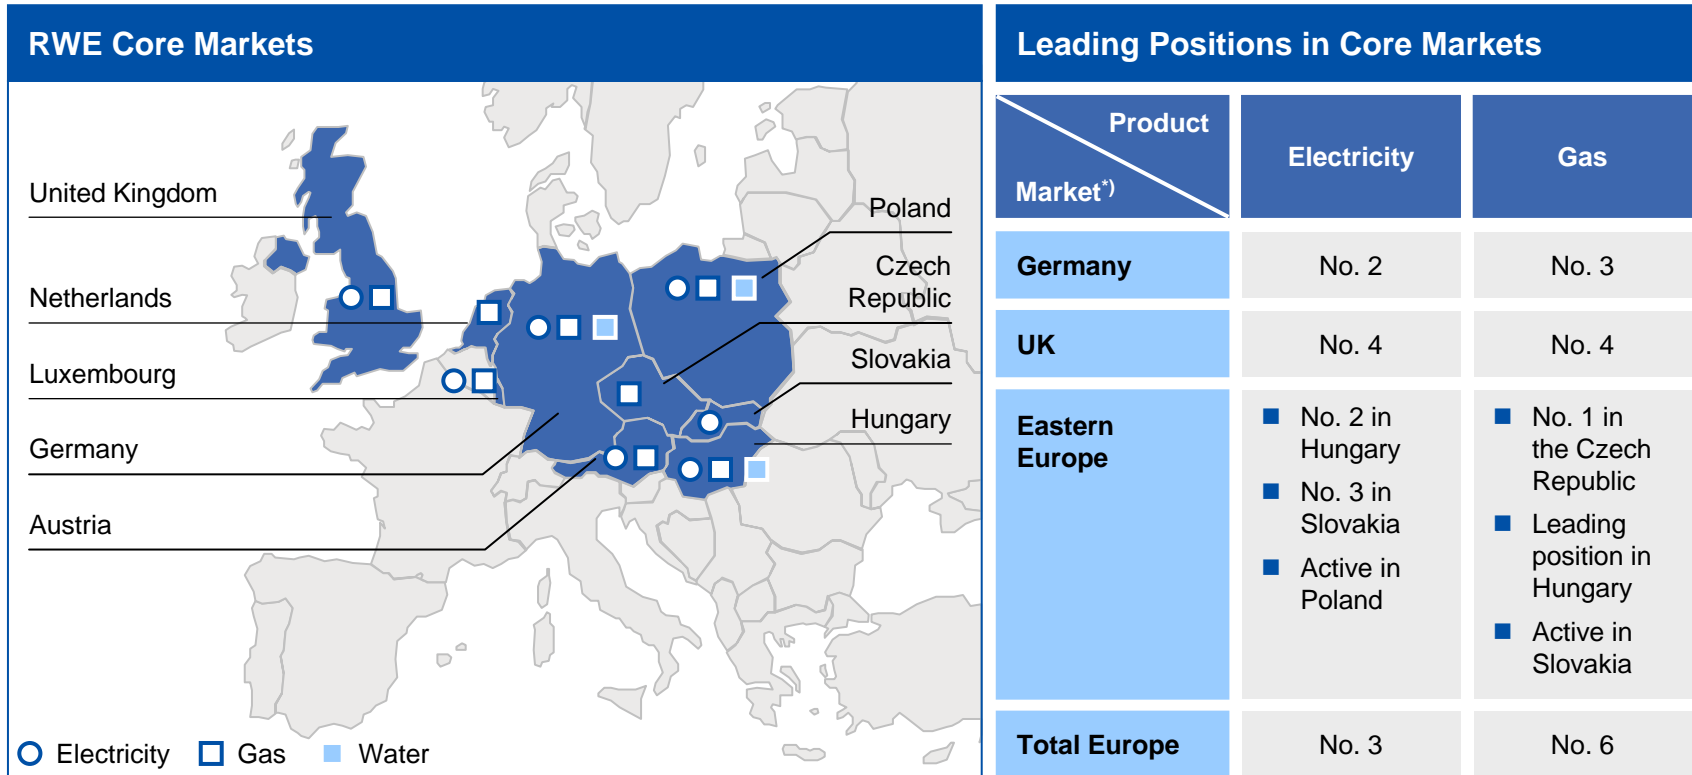 RWE Core Markets
United Kingdom
Netherlands
Luxembourg
Germany
Austria
Poland
Czech
Republic
Slovakia
Hungary
Electricity
Gas
Water
Leading Positions in Core Markets
Product
Market*)
Electricity
Gas
Germany
No. 2
No. 3
UK
No. 4
No. 4
Eastern
Europe
No. 2 in
Hungary
No. 3 in
Slovakia
Active in
Poland
No. 1 in
the Czech
Republic
Leading
position in
Hungary
Active in
Slovakia
Total Europe
No. 3
No. 6